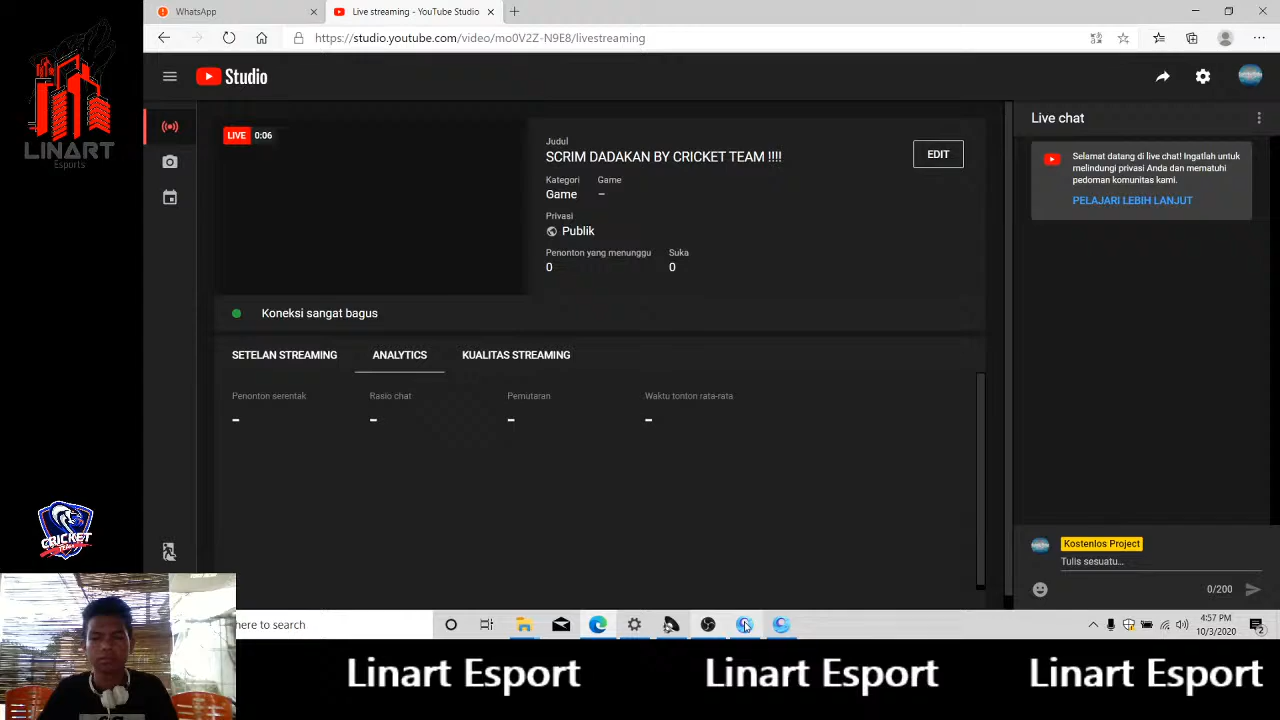 WhatsApp
Live streaming - YouTube Studio
https://studio.youtube.com/video/mo0V2Z-N9E8/livestreaming
LINART
Esports
Studio
LIVE 0:06
Judul
SCRIM DADAKAN BY CRICKET TEAM !!!!
EDIT
Kategori Game
Game –
Privasi
Publik
Penonton yang menunggu Suka
0 0
Koneksi sangat bagus
SETELAN STREAMING ANALYTICS KUALITAS STREAMING
Penonton serentak Rasio chat Pemutaran Waktu tonton rata-rata
– – – –
Live chat
Selamat datang di live chat! Ingatlah untuk
melindungi privasi Anda dan mematuhi
pedoman komunitas kami.
PELAJARI LEBIH LANJUT
Kostenlos Project
Tulis sesuatu...
0/200
CRICKET
here to search
4:57 PM
10/3/2020
Linart Esport Linart Esport Linart Esport